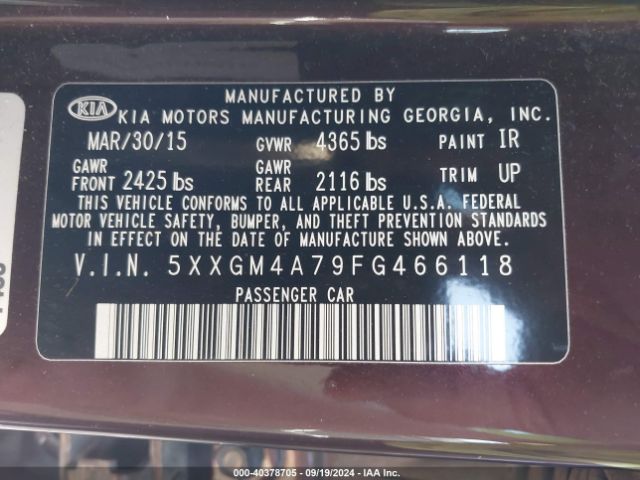 MANUFACTURED BY
KIA
KIA MOTORS MANUFACTURING GEORGIA, INC.
MAR/30/15 GVWR 4365 lbs PAINT IR
GAWR FRONT 2425 lbs GAWR REAR 2116 lbs TRIM UP
THIS VEHICLE CONFORMS TO ALL APPLICABLE U.S.A. FEDERAL
MOTOR VEHICLE SAFETY, BUMPER, AND THEFT PREVENTION STANDARDS
IN EFFECT ON THE DATE OF MANUFACTURE SHOWN ABOVE.
V.I.N. 5XXGM4A79FG466118
PASSENGER CAR
000-40378705 - 09/19/2024 - IAA Inc.